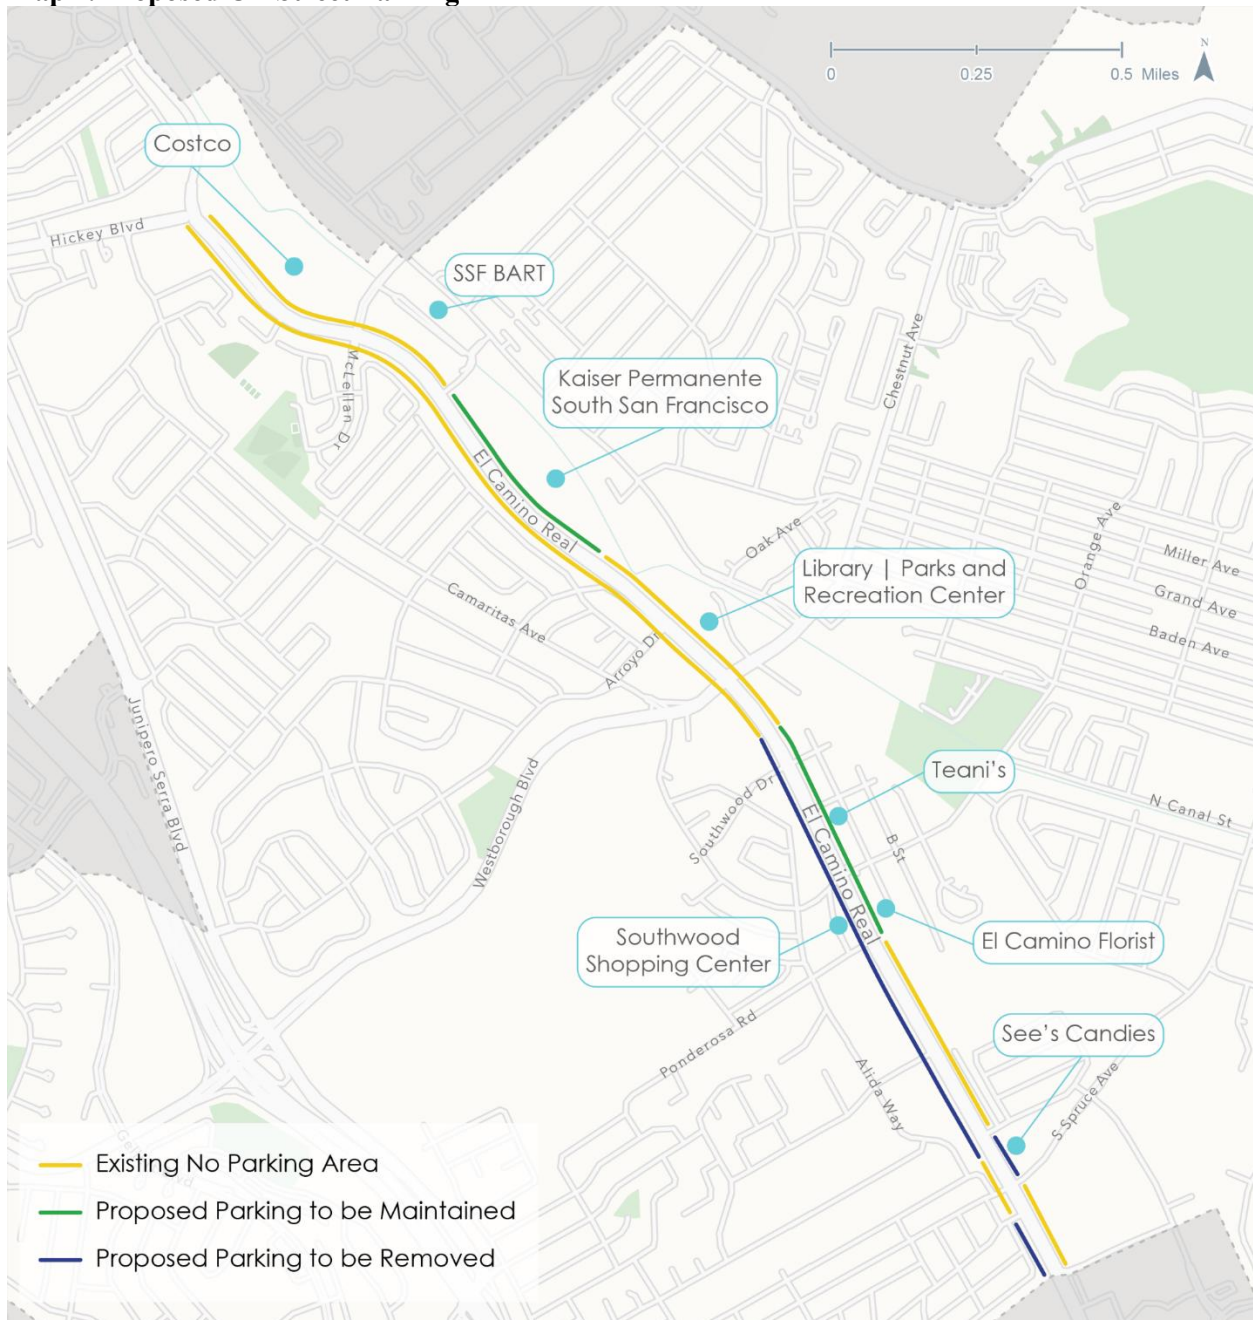 0 0.25 0.5 Miles
N
Costco
Hickey Blvd
SSF BART
McLellan Dr
Kaiser Permanente
South San Francisco
Chestnut Ave
El Camino Real
Oak Ave
Orange Ave
Miller Ave
Grand Ave
Baden Ave
Library | Parks and
Recreation Center
Camaritas Ave
Arroyo Dr
Junipero Serra Blvd
Westborough Blvd
Southwood Dr
El Camino Real
Teani's
B St
N Canal St
Southwood
Shopping Center
El Camino Florist
Ponderosa Rd
Alida Way
See's Candies
S Spruce Ave
Existing No Parking Area
Proposed Parking to be Maintained
Proposed Parking to be Removed